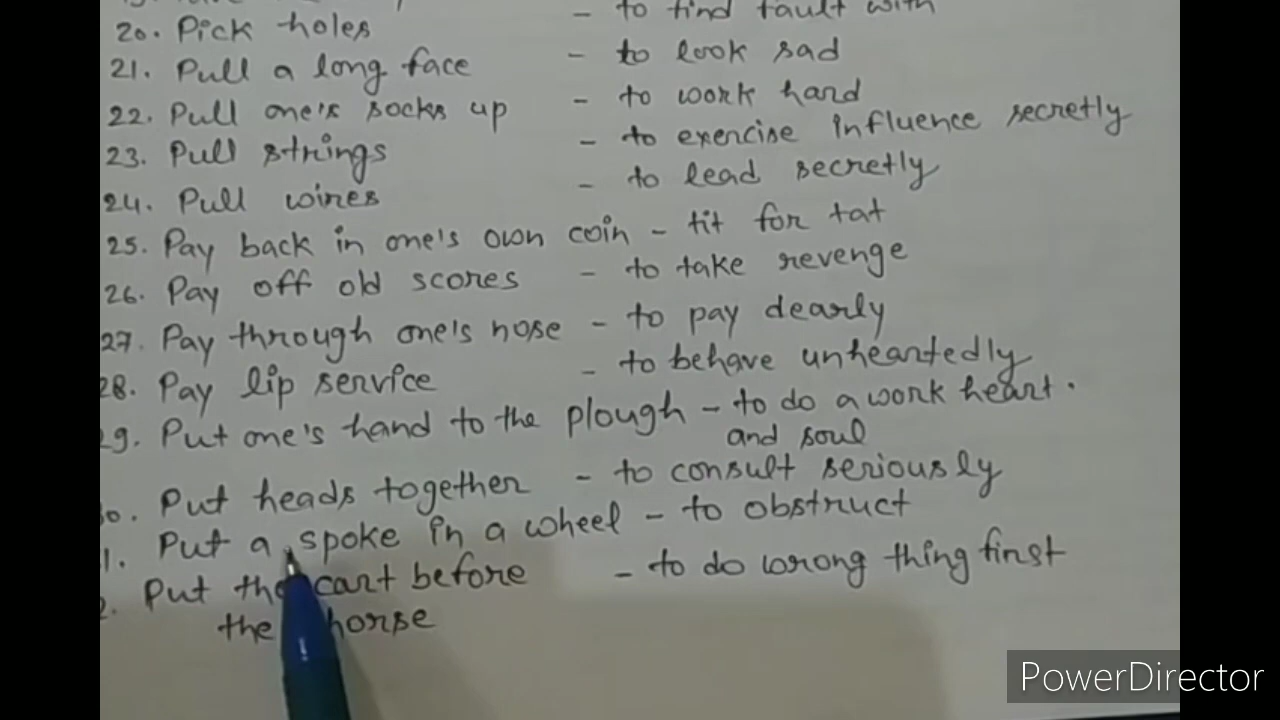 20. Pick holes - to find fault with
21. Pull a long face - to look sad
22. Pull one's socks up - to work hard
23. Pull strings - to exercise influence secretly
24. Pull wires - to lead secretly
25. Pay back in one's own coin - tit for tat
26. Pay off old scores - to take revenge
27. Pay through one's nose - to pay dearly
28. Pay lip service - to behave unheartedly
29. Put one's hand to the plough - to do a work heart.
and soul
0. Put heads together - to consult seriously
1. Put a spoke in a wheel - to obstruct
2. Put the cart before - to do wrong thing first
the horse
PowerDirector